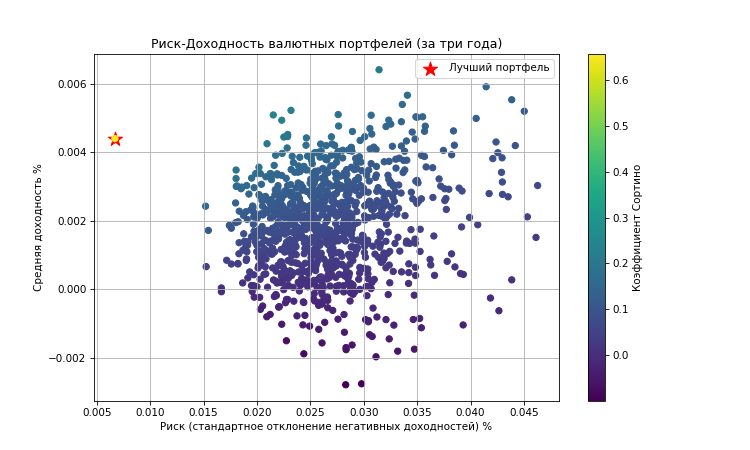 Риск-Доходность валютных портфелей (за три года)
Лучший портфель
0.006
0.004
0.002
0.000
−0.002
Средняя доходность %
0.005 0.010 0.015 0.020 0.025 0.030 0.035 0.040 0.045
Риск (стандартное отклонение негативных доходностей) %
0.6
0.5
0.4
0.3
0.2
0.1
0.0
Коэффициент Сортино